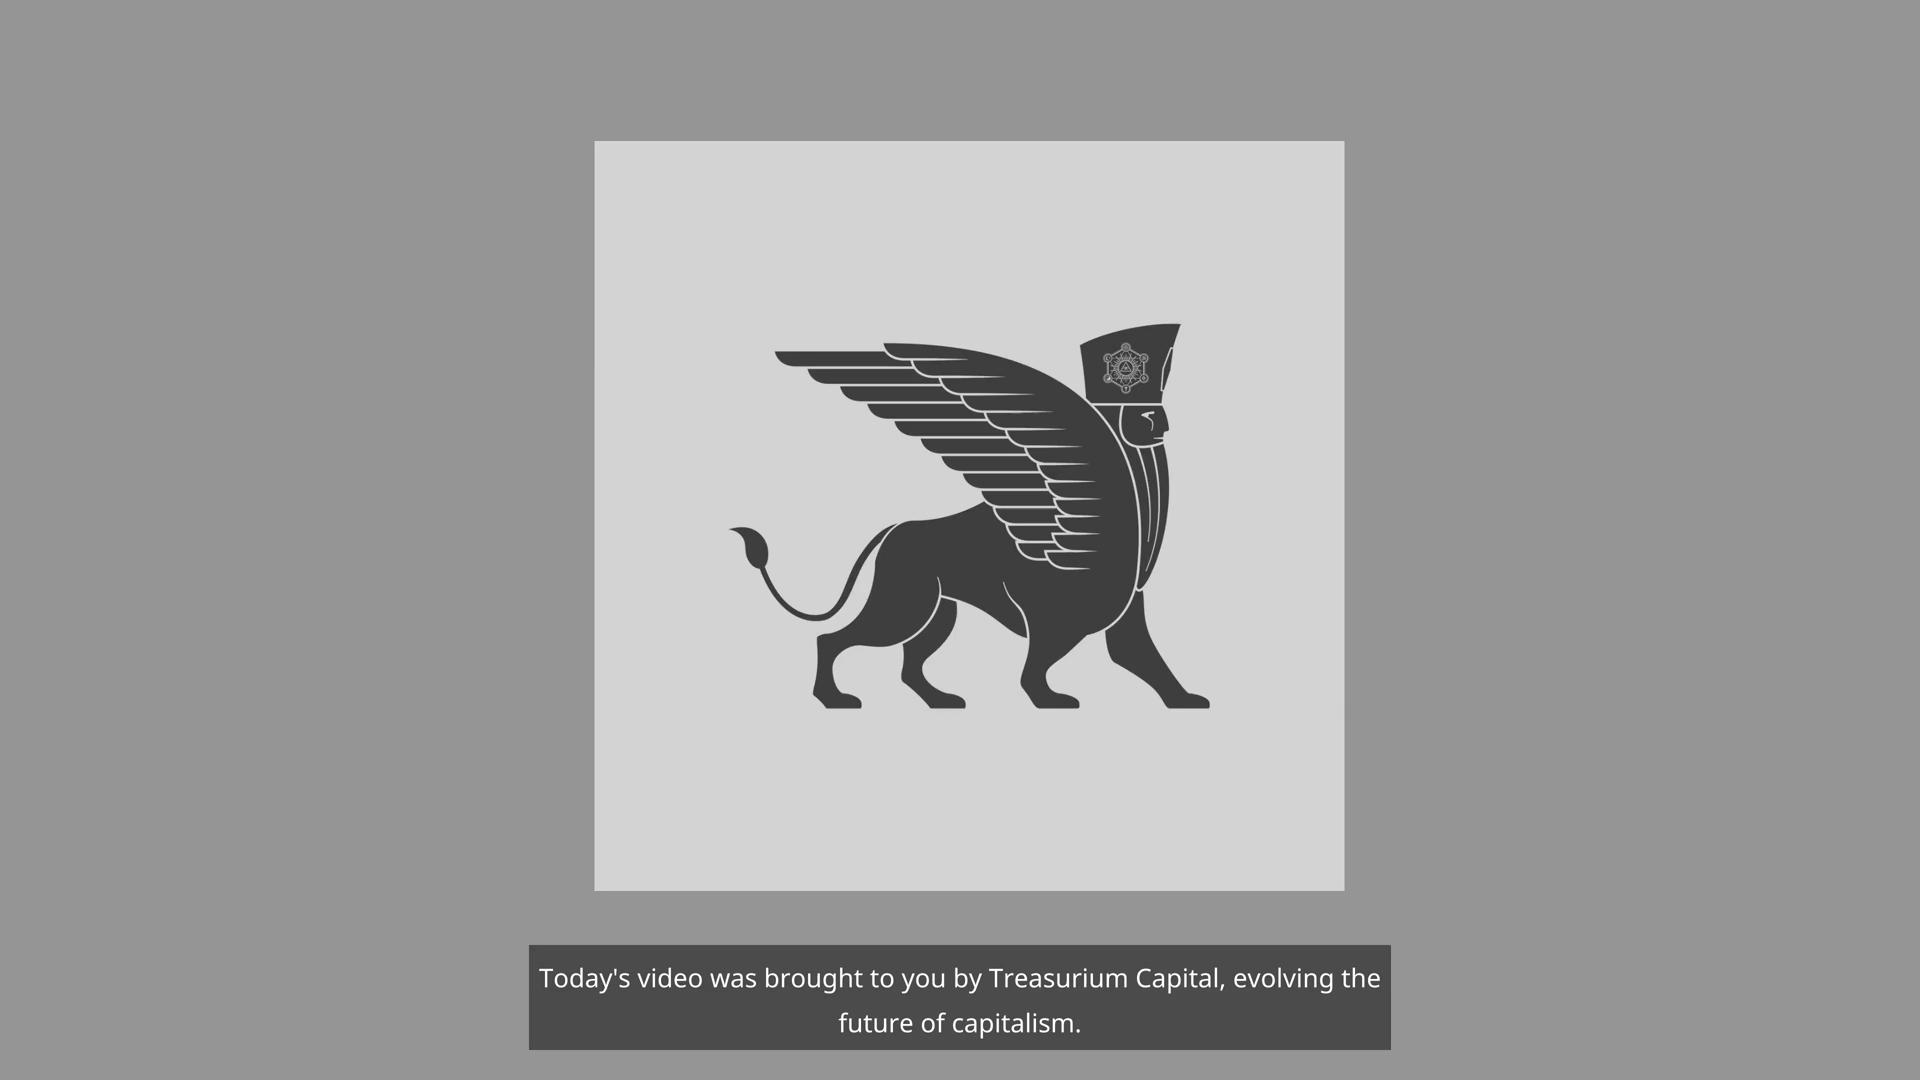 Today's video was brought to you by Treasurium Capital, evolving the
future of capitalism.